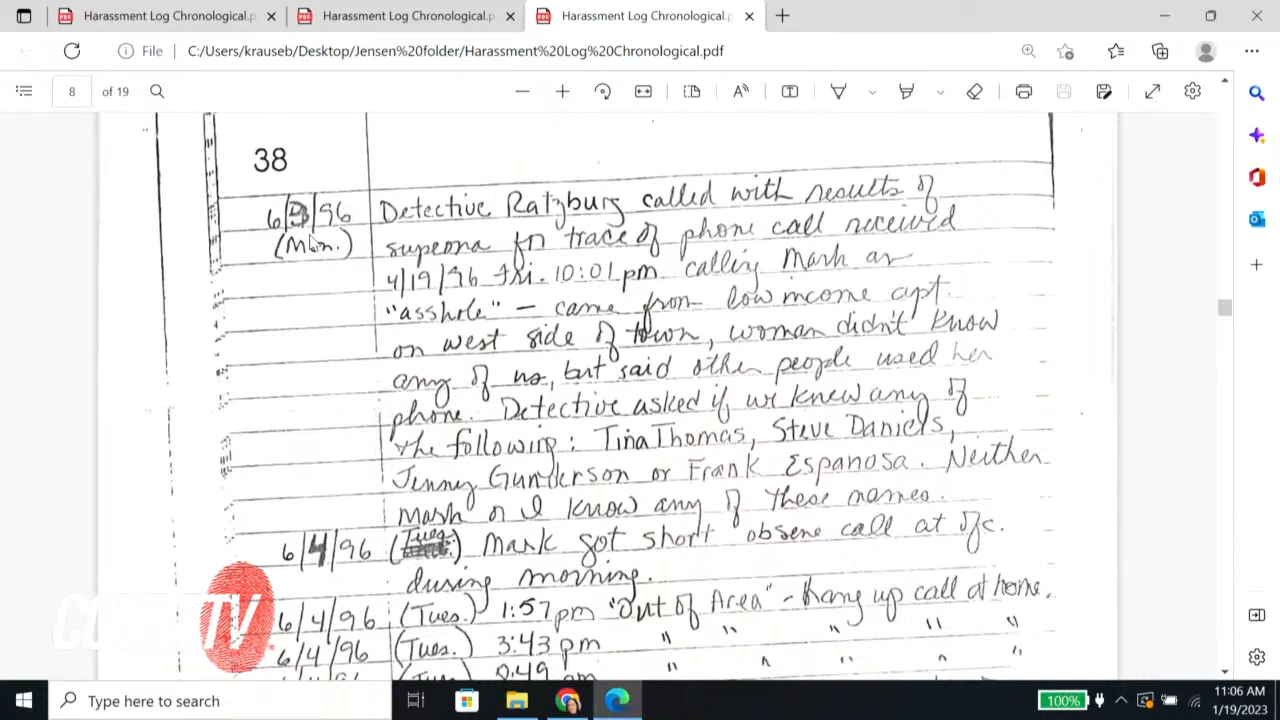 Harassment Log Chronological.p
Harassment Log Chronological.p
Harassment Log Chronological.p
File C:/Users/krauseb/Desktop/Jensen%20folder/Harassment%20Log%20Chronological.pdf
8 of 19
38
6/3/96 Detective Ratzburg called with results of
(Mon.) supeona for trace of phone call received
4/19/96 Fri. 10:01 pm calling Mark an
"asshole" – came from low income apt.
on west side of town, woman didn't know
any of us, but said other people used her
phone. Detective asked if we knew any of
the following: Tina Thomas, Steve Daniels,
Jenny Gunderson or Frank Espanosa. Neither
Mark or I know any of these names.
6/4/96 (Tues.) Mark got short obsene call at ofc.
during morning.
6/4/96 (Tues.) 1:57 pm "Out of Area" - hang up call at home.
6/4/96 (Tues.) 3:43 pm " " " " "
TV
Type here to search
100%
11:06 AM
1/19/2023